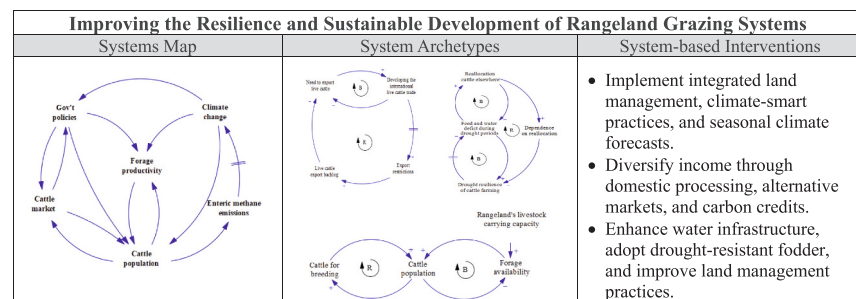 Improving the Resilience and Sustainable Development of Rangeland Grazing Systems
Systems Map
System Archetypes
System-based Interventions
Gov't
policies
Climate
change
Forage
productivity
Cattle
market
Enteric methane
emissions
Cattle
population
Need to export
live cattle
Developing the
international
live cattle trade
B
R
Live cattle
export backing
Export
restrictions
Reallocation
cattle elsewhere
B
Food and water
deficit during
drought periods
R
Dependence
on reallocation
B
Drought resilience
of cattle farming
Rangeland's livestock
carrying capacity
Cattle for
breeding
R
Cattle
population
B
Forage
availability
• Implement integrated land
management, climate-smart
practices, and seasonal climate
forecasts.
• Diversify income through
domestic processing, alternative
markets, and carbon credits.
• Enhance water infrastructure,
adopt drought-resistant fodder,
and improve land management
practices.